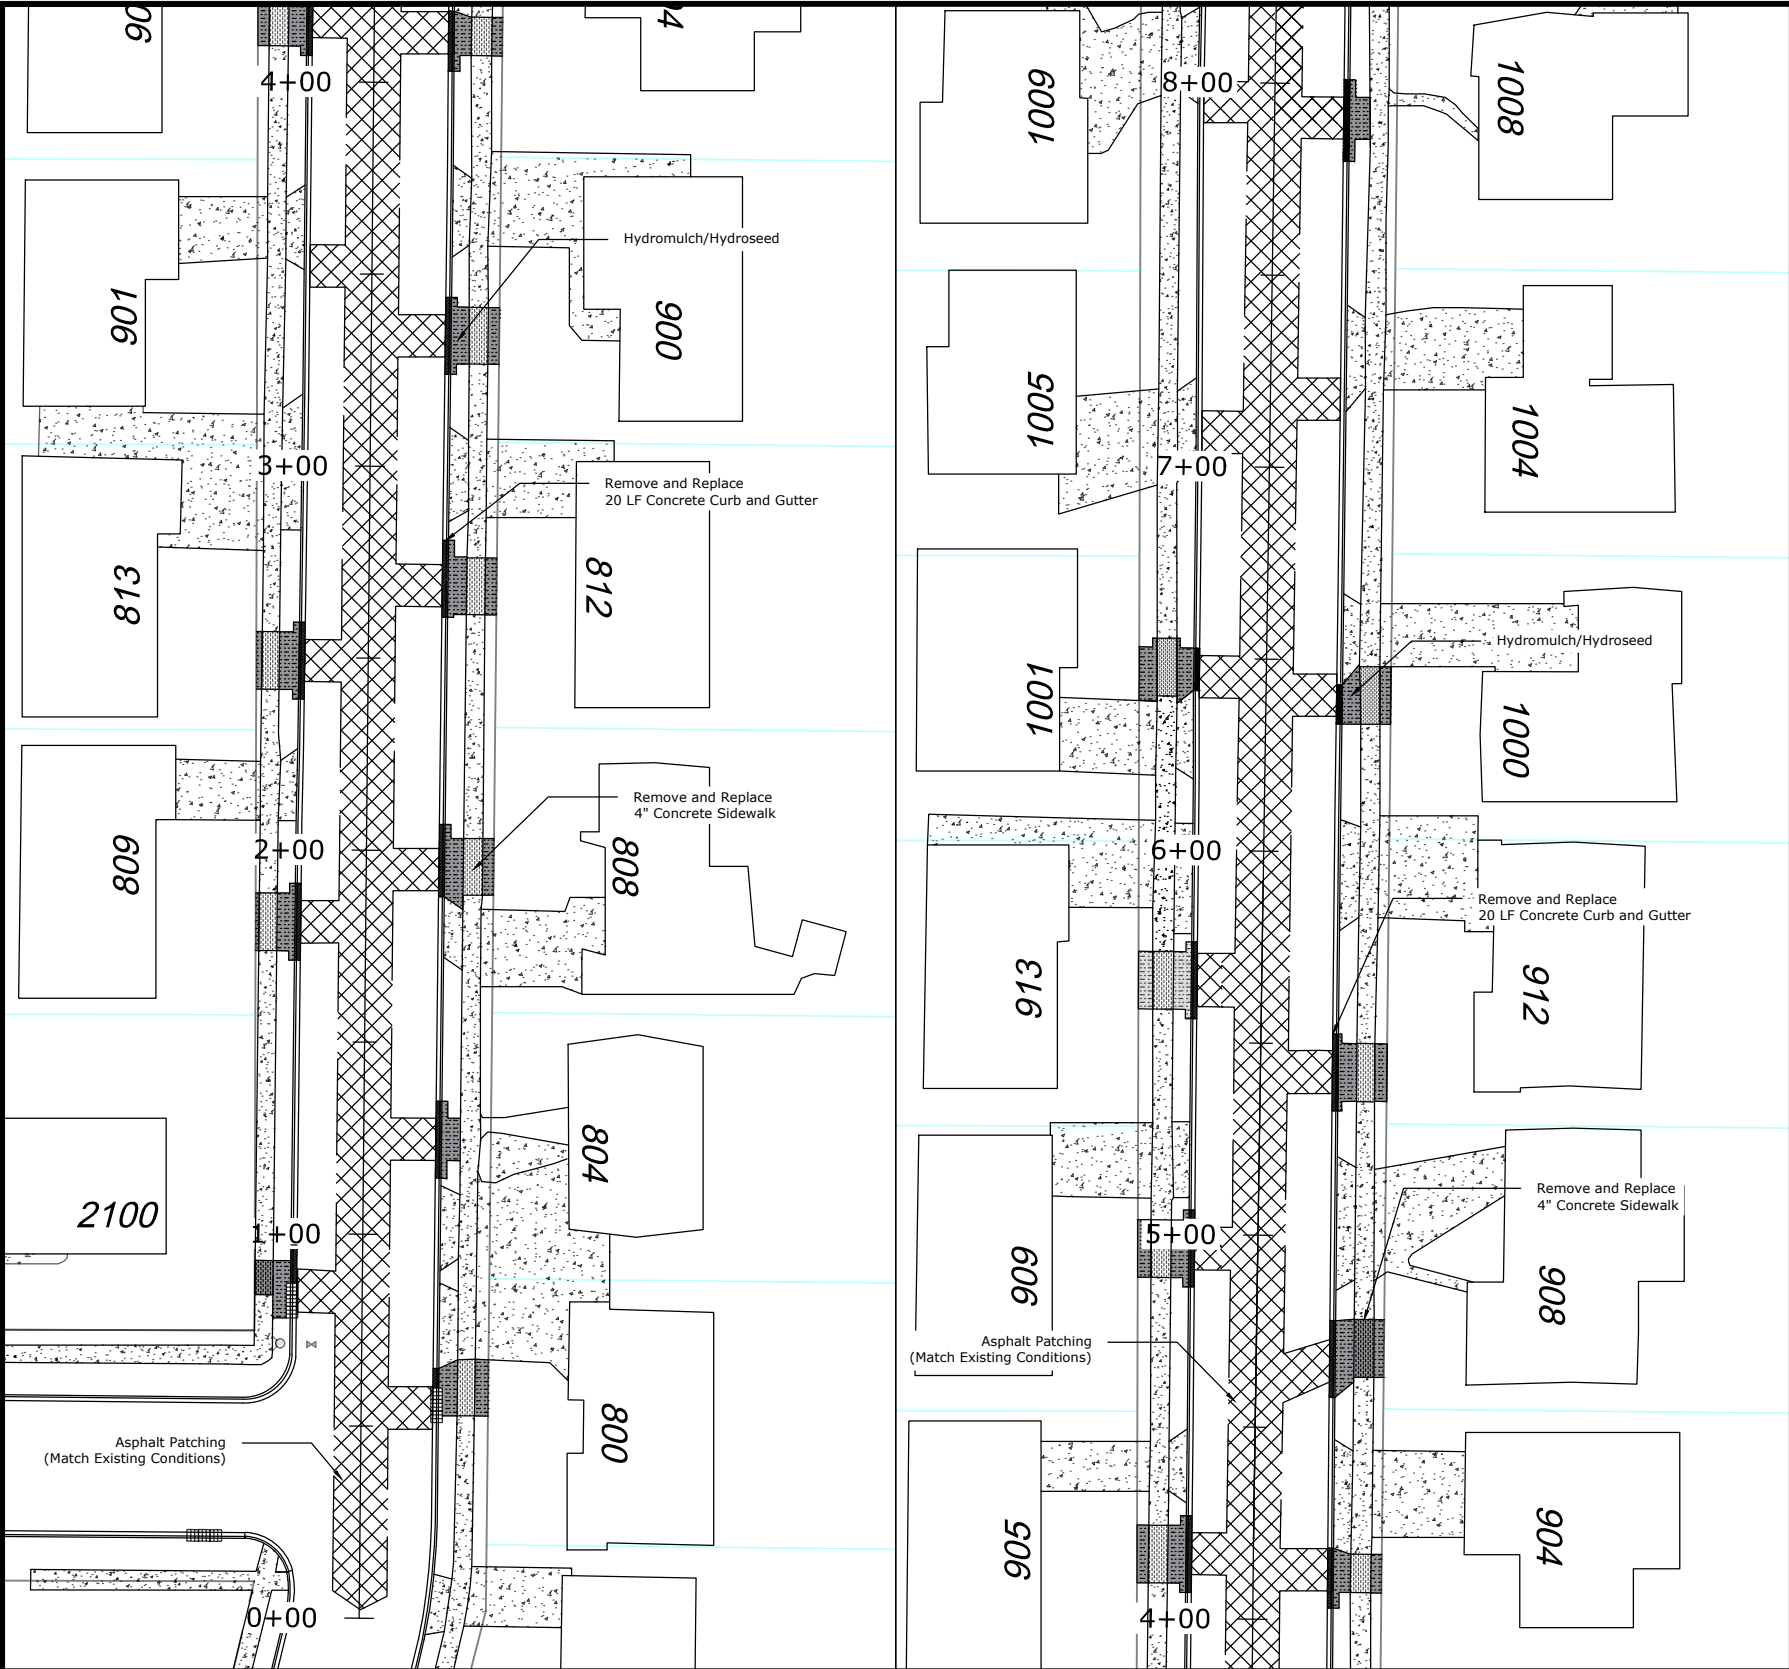 90
04
4+00
Hydromulch/Hydroseed
901
900
3+00
Remove and Replace
20 LF Concrete Curb and Gutter
813
812
Remove and Replace
4" Concrete Sidewalk
2+00
809
808
804
2100
1+00
800
Asphalt Patching
(Match Existing Conditions)
0+00
8+00
1009
1008
1005
1004
7+00
Hydromulch/Hydroseed
1001
1000
6+00
Remove and Replace
20 LF Concrete Curb and Gutter
913
912
Remove and Replace
4" Concrete Sidewalk
5+00
909
908
Asphalt Patching
(Match Existing Conditions)
905
904
4+00